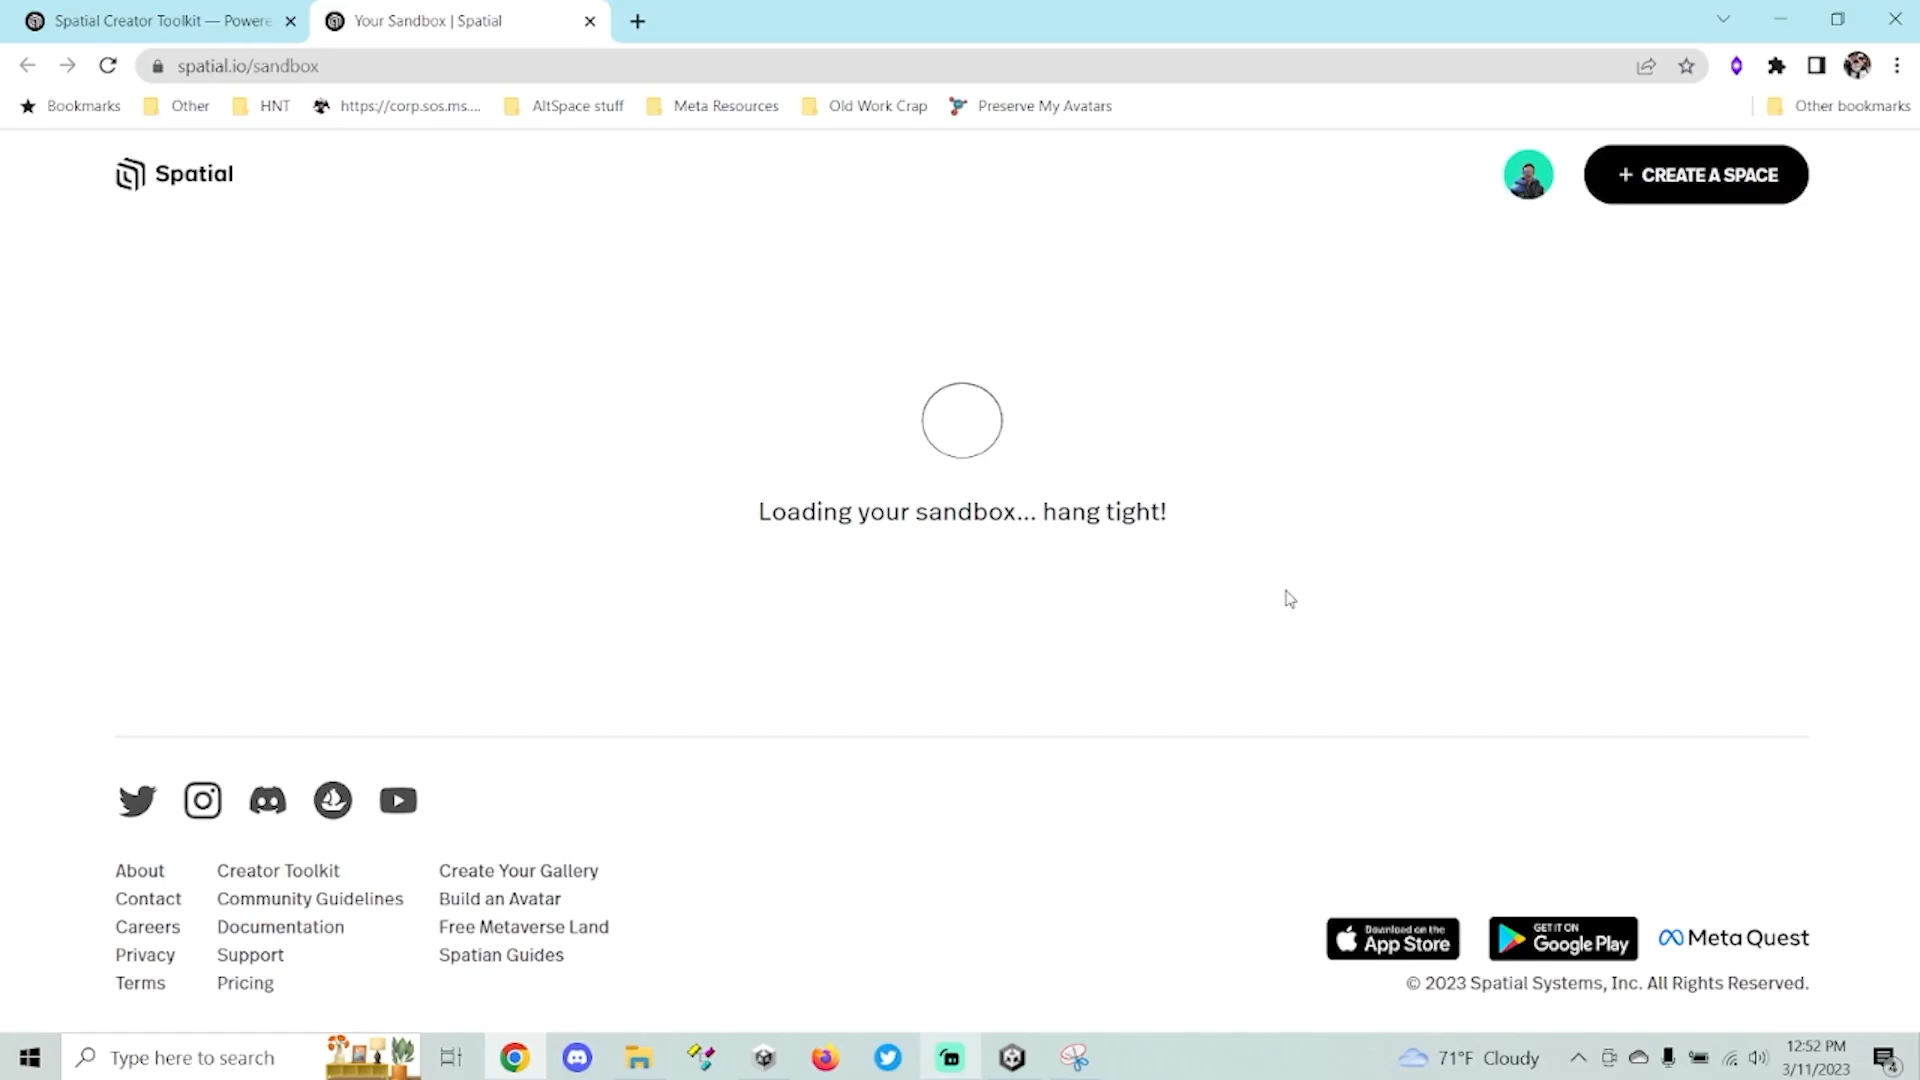 Spatial Creator Toolkit — Powere
Your Sandbox | Spatial
spatial.io/sandbox
Bookmarks
Other
HNT
https://corp.sos.ms....
AltSpace stuff
Meta Resources
Old Work Crap
Preserve My Avatars
Other bookmarks
Spatial
+ CREATE A SPACE
Loading your sandbox... hang tight!
About
Contact
Careers
Privacy
Terms
Creator Toolkit
Community Guidelines
Documentation
Support
Pricing
Create Your Gallery
Build an Avatar
Free Metaverse Land
Spatian Guides
Download on the
App Store
GET IT ON
Google Play
Meta Quest
© 2023 Spatial Systems, Inc. All Rights Reserved.
Type here to search
71°F Cloudy
12:52 PM
3/11/2023
4